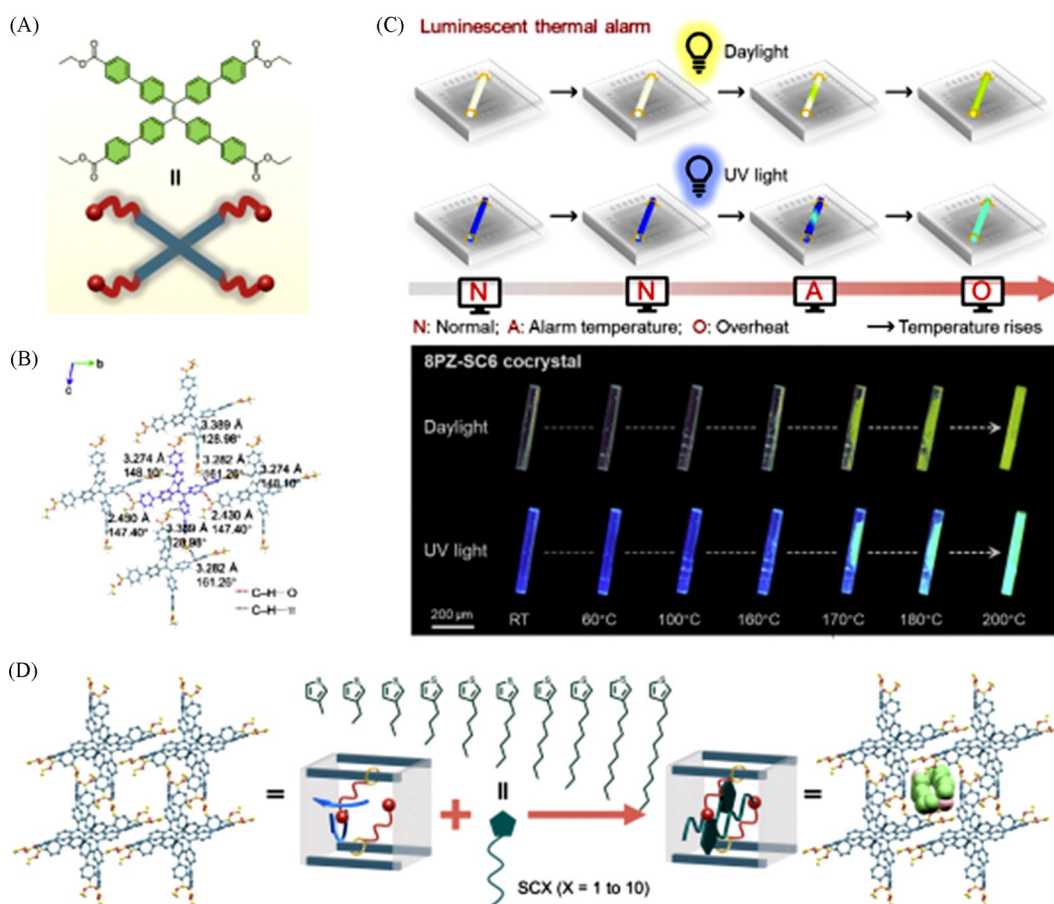 (A)
(C)
Luminescent thermal alarm
Daylight
UV light
N N A O
N: Normal; A: Alarm temperature; O: Overheat → Temperature rises
8PZ-SC6 cocrystal
Daylight
UV light
200 µm
RT 60°C 100°C 160°C 170°C 180°C 200°C
(B)
b
c
3.389 Å
128.98°
3.274 Å
148.10°
3.282 Å
161.26°
3.274 Å
148.10°
2.430 Å
147.40°
3.389 Å
128.98°
2.430 Å
147.40°
3.282 Å
161.26°
C–H···O
C–H···π
(D)
= + = =
SCX (X = 1 to 10)